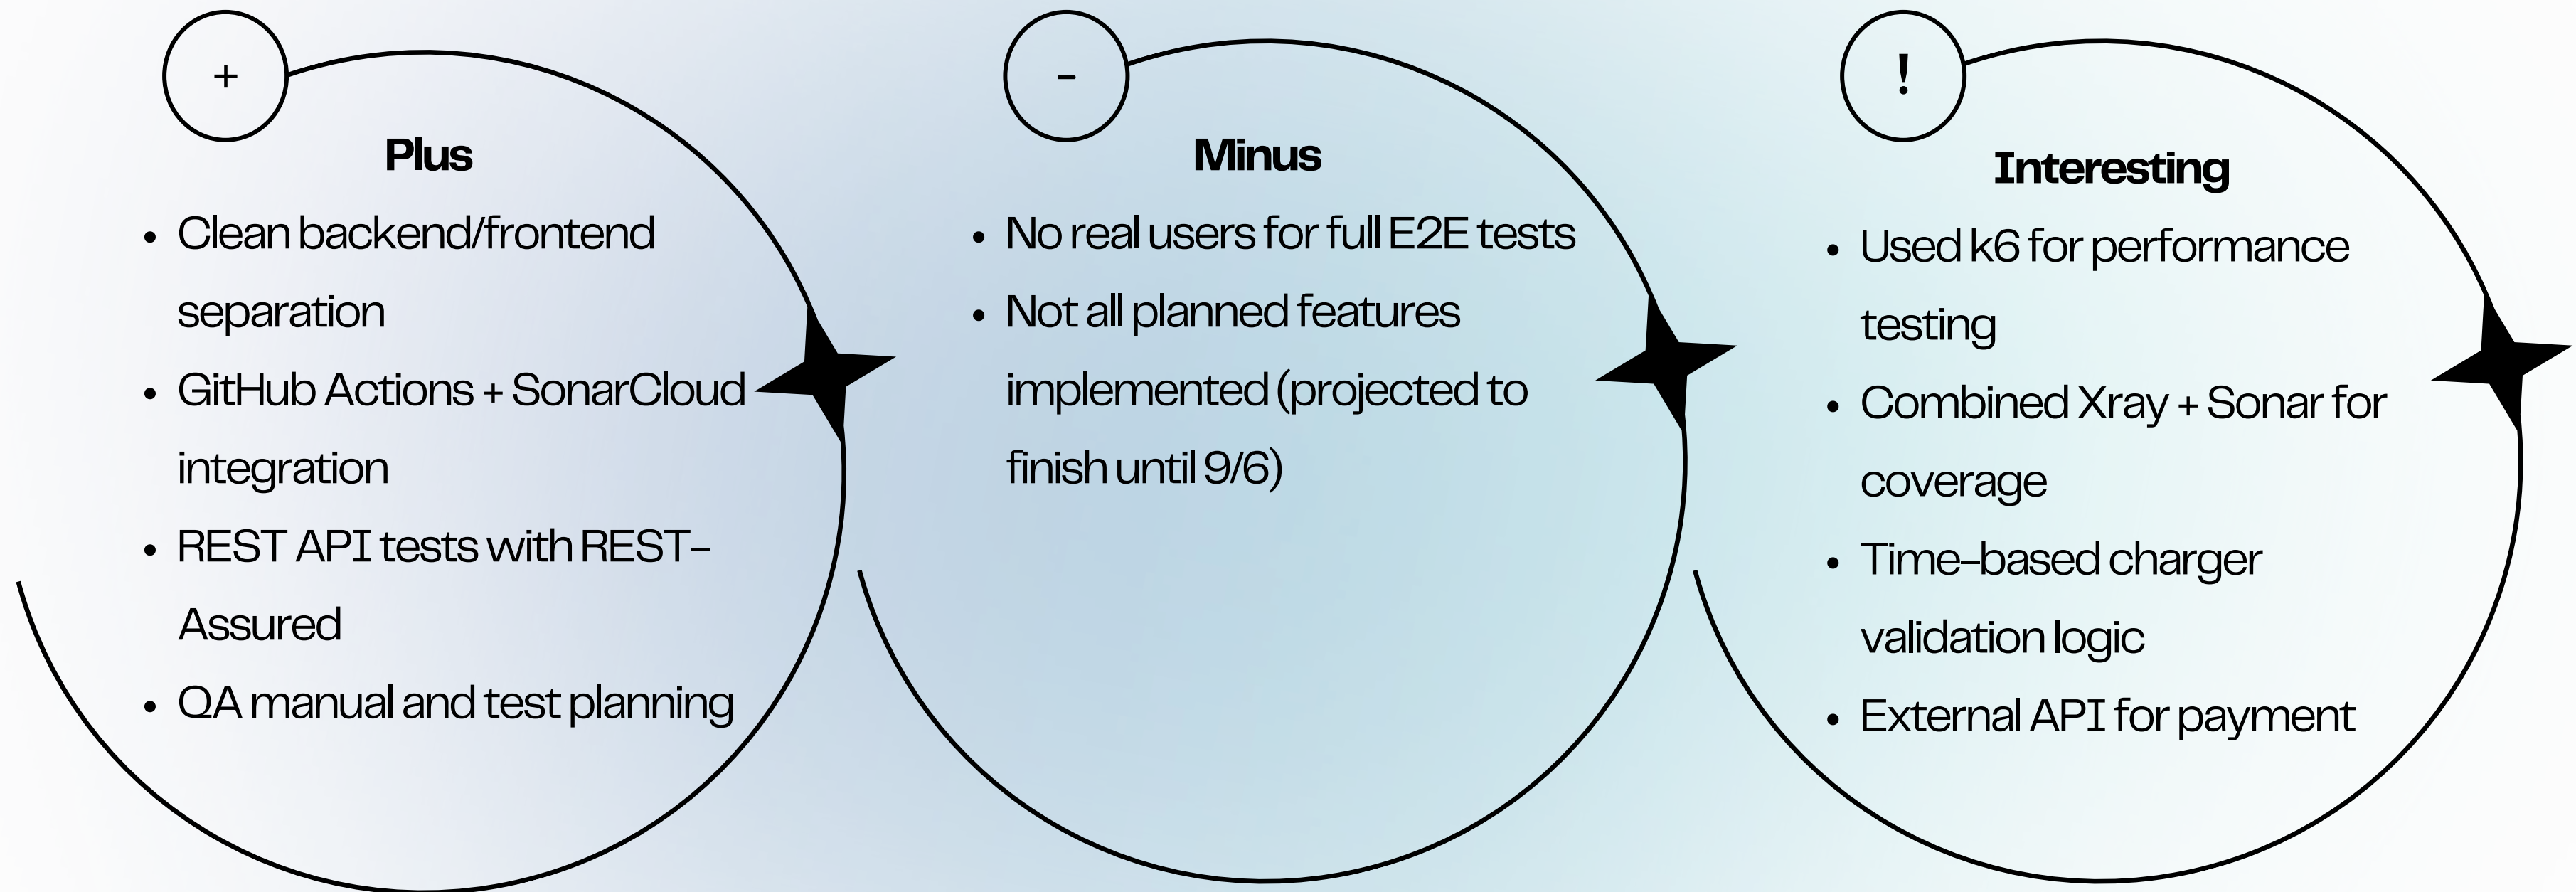 +
Plus
• Clean backend/frontend
separation
• GitHub Actions + SonarCloud
integration
• REST API tests with REST-
Assured
• QA manual and test planning
-
Minus
• No real users for full E2E tests
• Not all planned features
implemented (projected to
finish until 9/6)
!
Interesting
• Used k6 for performance
testing
• Combined Xray + Sonar for
coverage
• Time-based charger
validation logic
• External API for payment